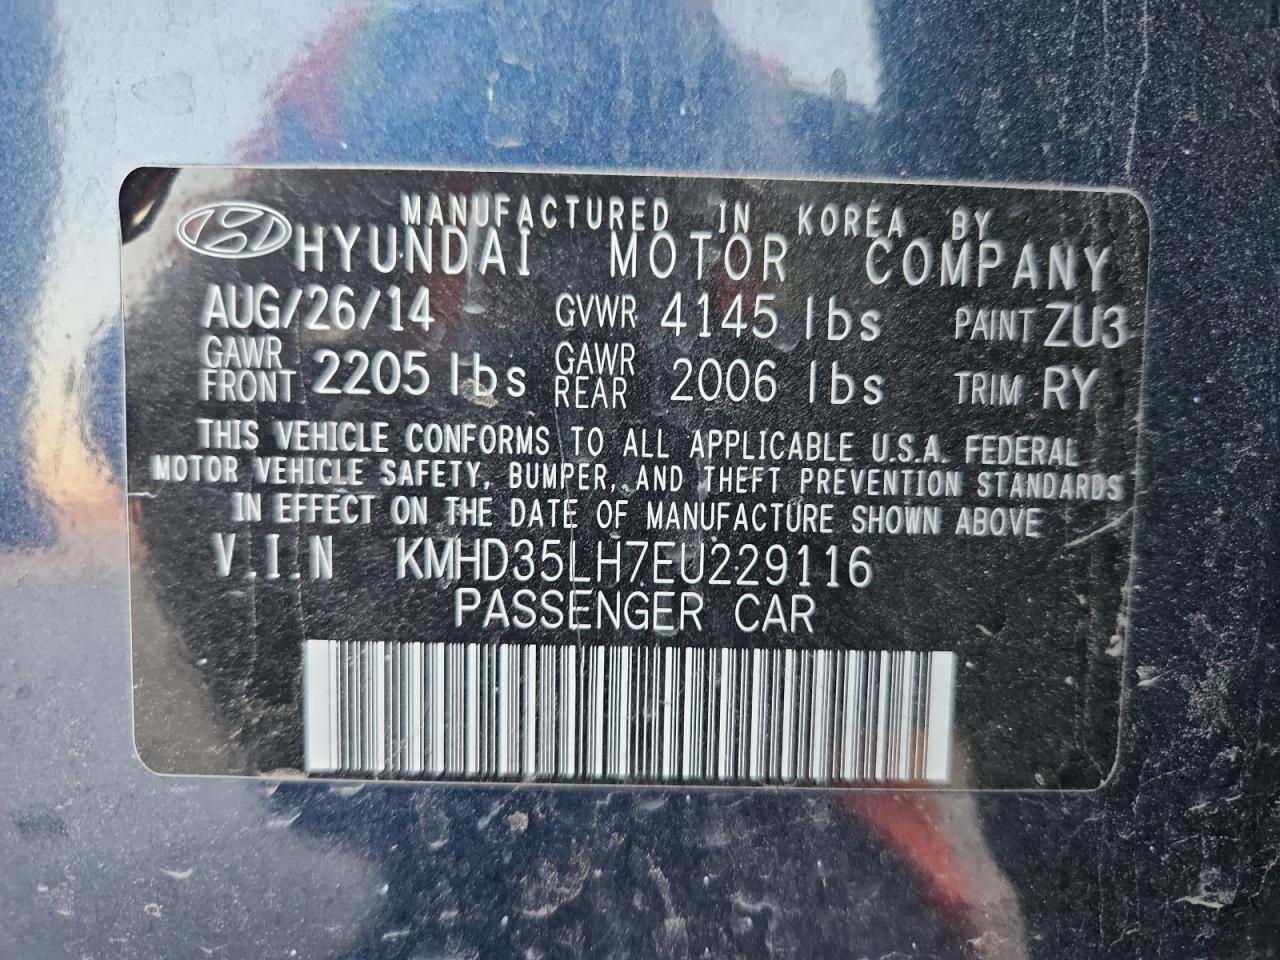 MANUFACTURED IN KOREA BY
HYUNDAI MOTOR COMPANY
AUG/26/14 GVWR 4145 lbs PAINT ZU3
GAWR FRONT 2205 lbs GAWR REAR 2006 lbs TRIM RY
THIS VEHICLE CONFORMS TO ALL APPLICABLE U.S.A. FEDERAL
MOTOR VEHICLE SAFETY, BUMPER, AND THEFT PREVENTION STANDARDS
IN EFFECT ON THE DATE OF MANUFACTURE SHOWN ABOVE
V.I.N KMHD35LH7EU229116
PASSENGER CAR